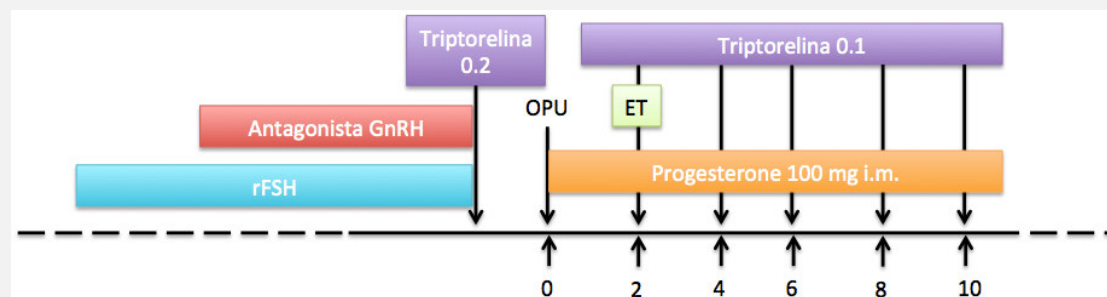 Triptorelina
0.2
Triptorelina 0.1
OPU
ET
Antagonista GnRH
Progesterone 100 mg i.m.
rFSH
0 2 4 6 8 10